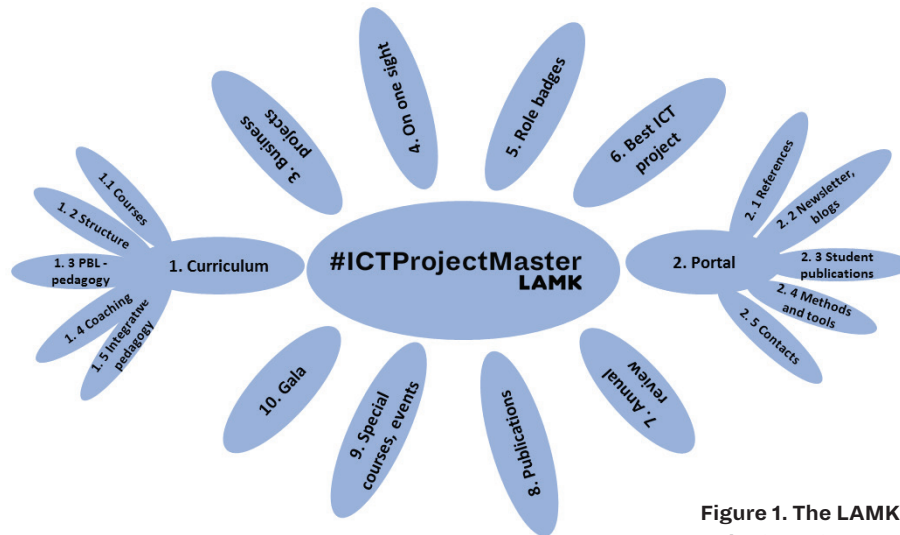 4. On one sight
5. Role badges
3. Business
projects
6. Best ICT
project
1.1 Courses
1. 2 Structure
1. 3 PBL -
pedagogy
1. 4 Coaching
1. 5 Integrative
pedagogy
1. Curriculum
#ICTProjectMaster
LAMK
2. Portal
2. 1 References
2. 2 Newsletter,
blogs
2. 3 Student
publications
2. 4 Methods
and tools
2. 5 Contacts
10. Gala
9. Special
courses, events
8. Publications
7. Annual
review
Figure 1. The LAMK